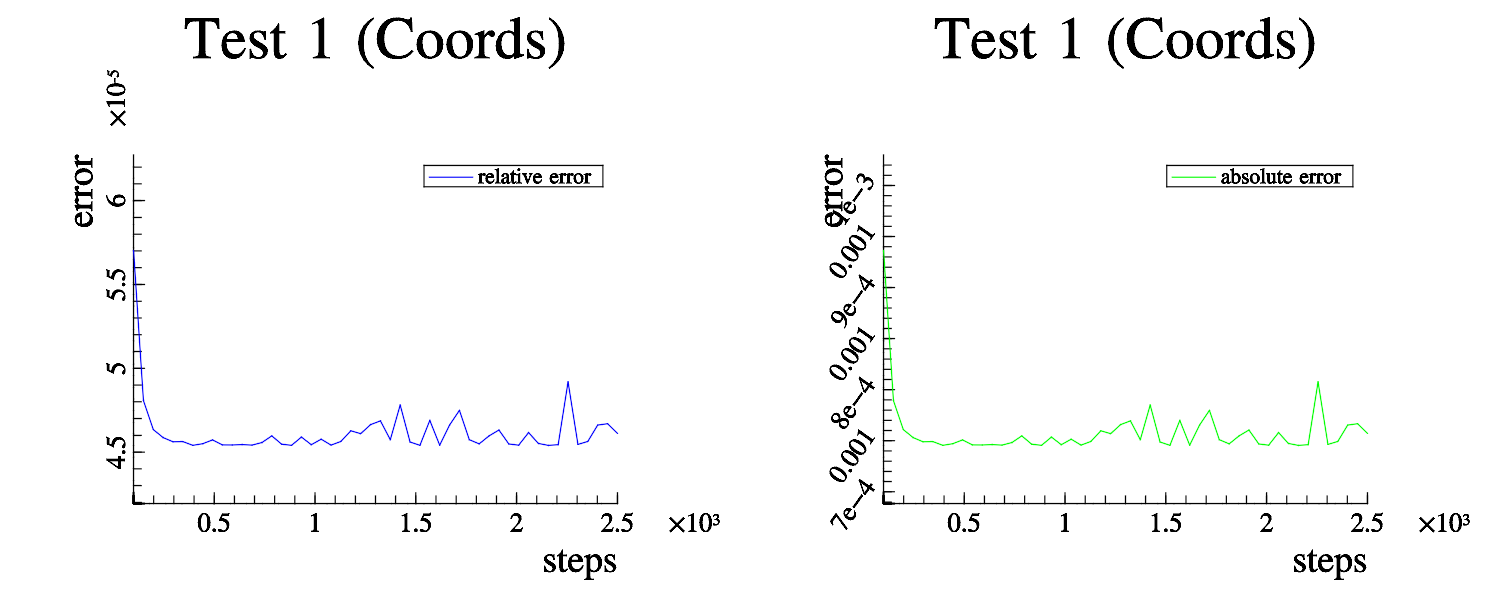 Test 1 (Coords)
×10⁻⁵
error
relative error
6
5.5
5
4.5
0.5 1 1.5 2 2.5 ×10³
steps
Test 1 (Coords)
error
absolute error
1e−3
0.001
9e−4
0.001
8e−4
0.001
7e−4
0.5 1 1.5 2 2.5 ×10³
steps